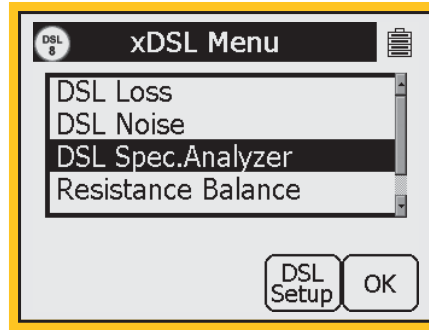 DSL
8
xDSL Menu
DSL Loss
DSL Noise
DSL Spec.Analyzer
Resistance Balance
DSL
Setup
OK